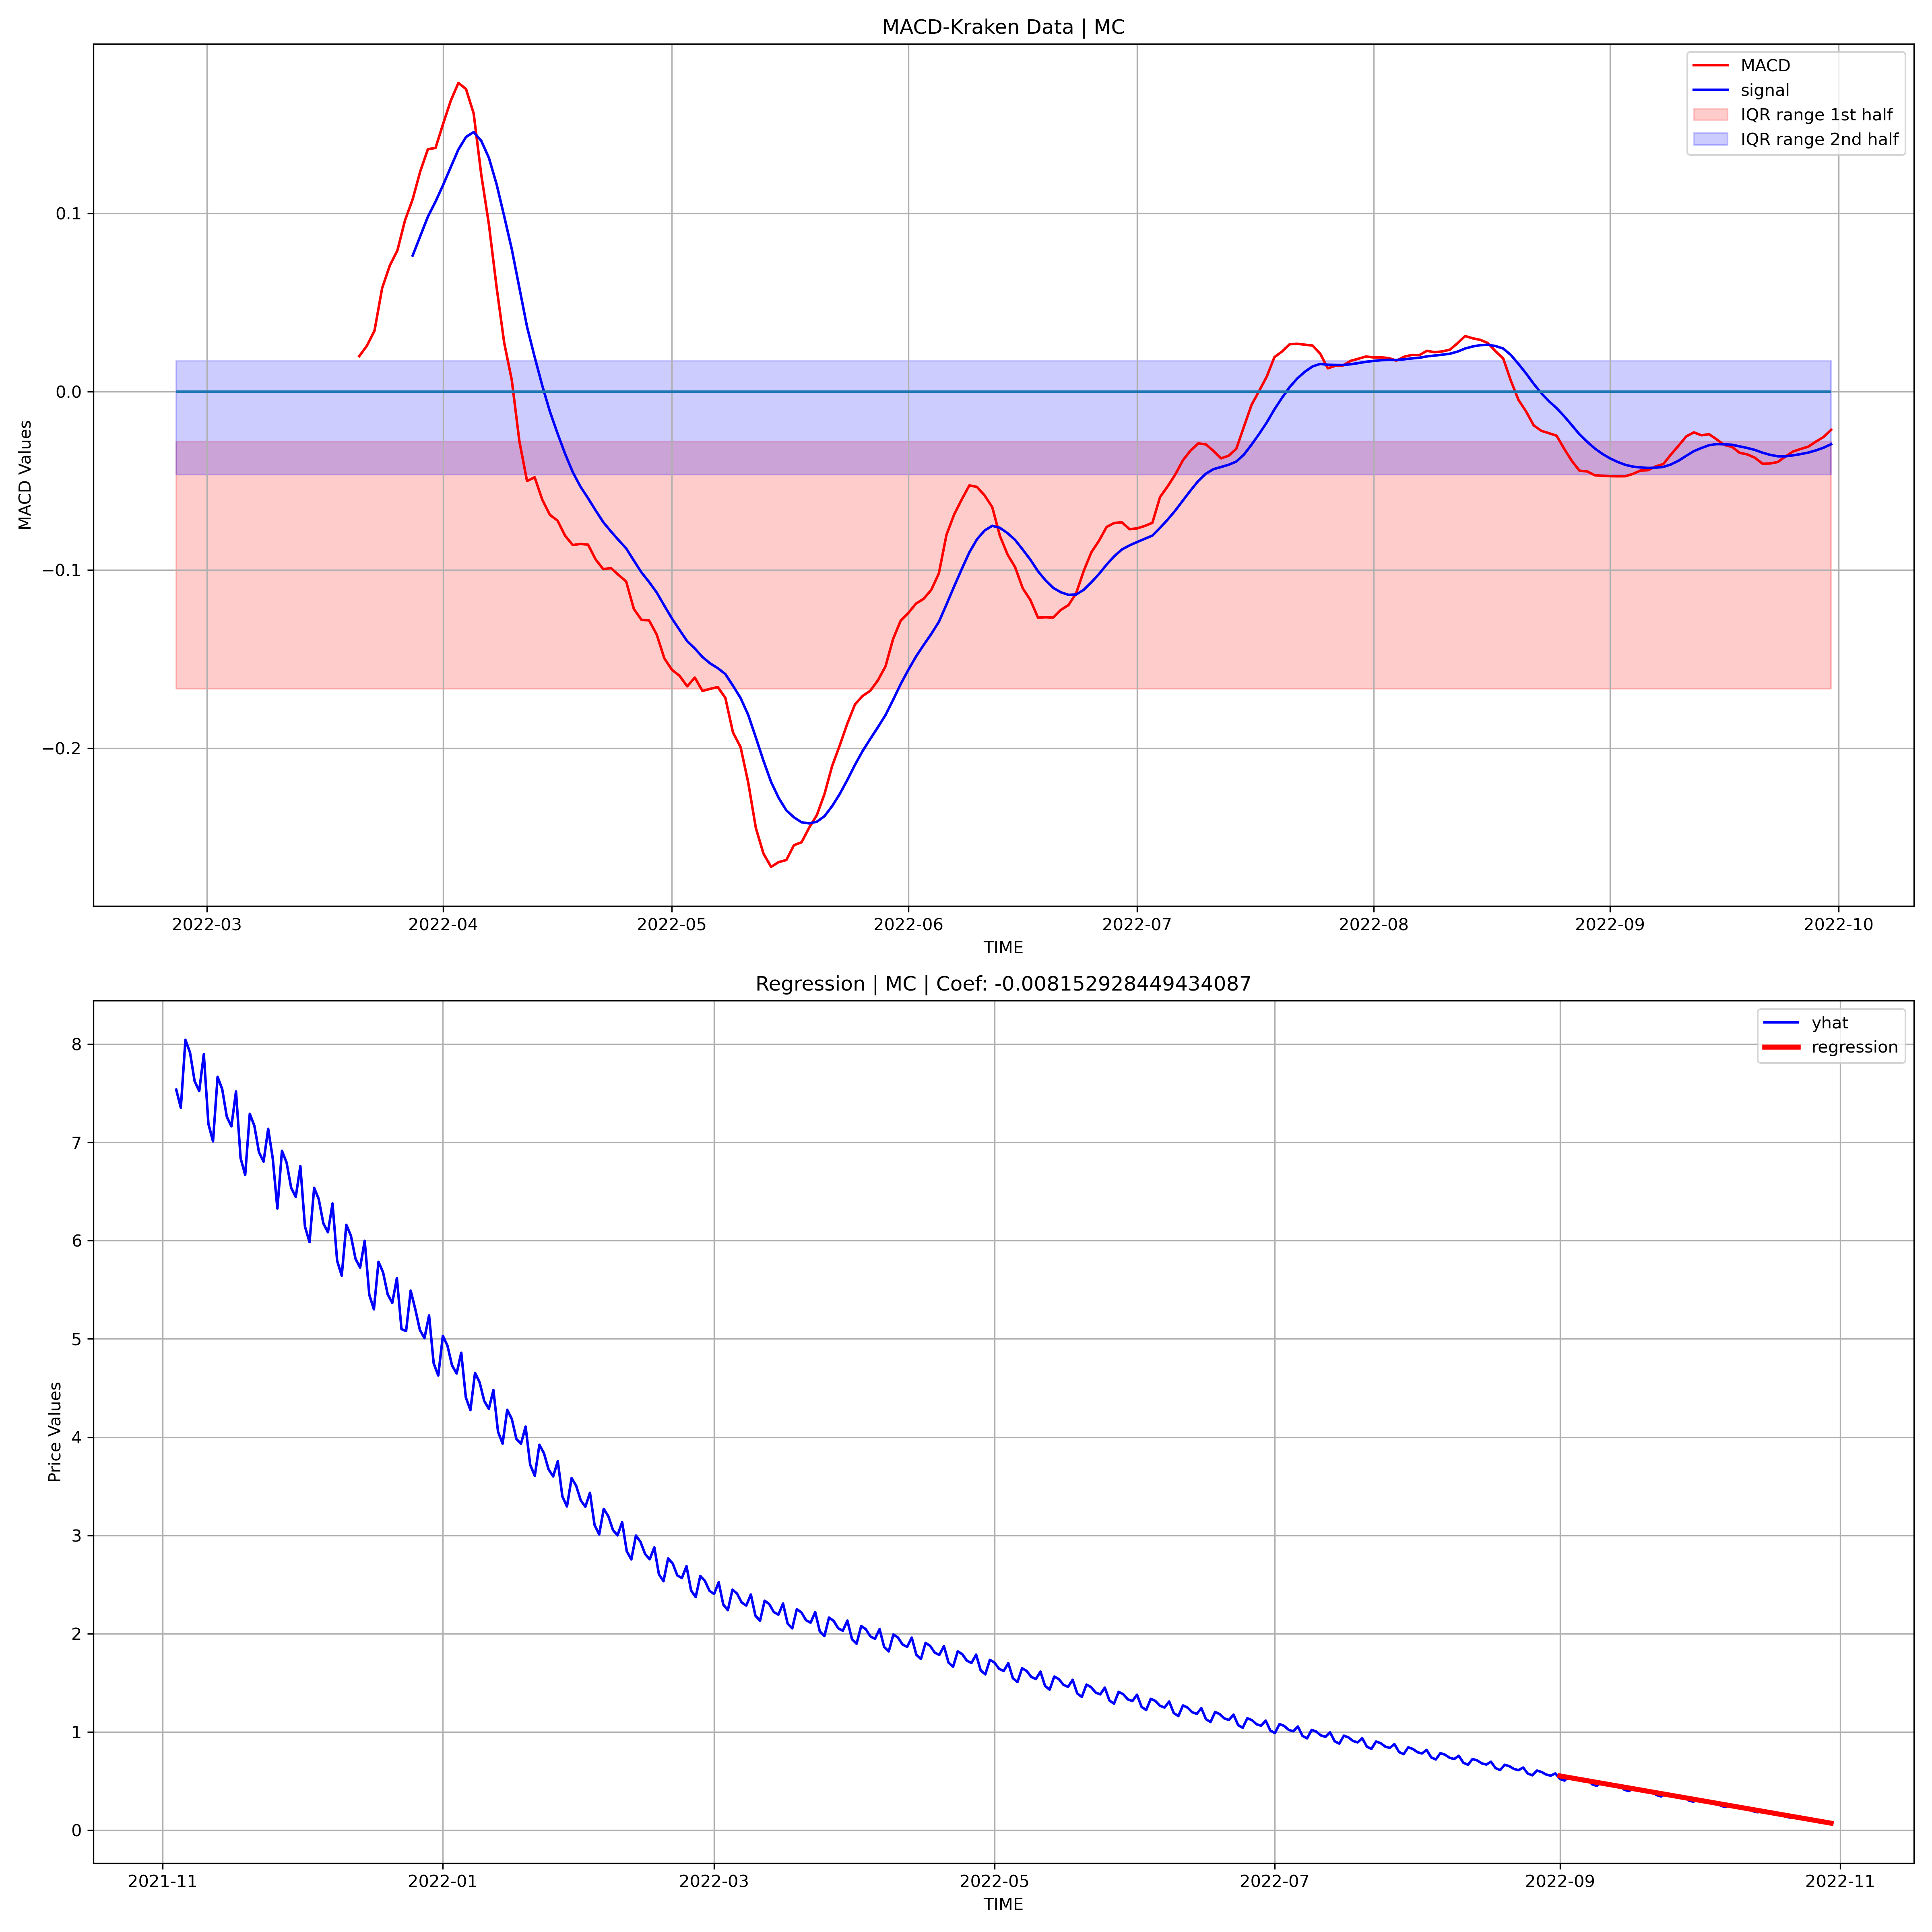 MACD-Kraken Data | MC
MACD
signal
IQR range 1st half
IQR range 2nd half
0.1
0.0
−0.1
−0.2
MACD Values
2022-03 2022-04 2022-05 2022-06 2022-07 2022-08 2022-09 2022-10
TIME
Regression | MC | Coef: -0.008152928449434087
yhat
regression
8
7
6
5
4
3
2
1
0
Price Values
2021-11 2022-01 2022-03 2022-05 2022-07 2022-09 2022-11
TIME